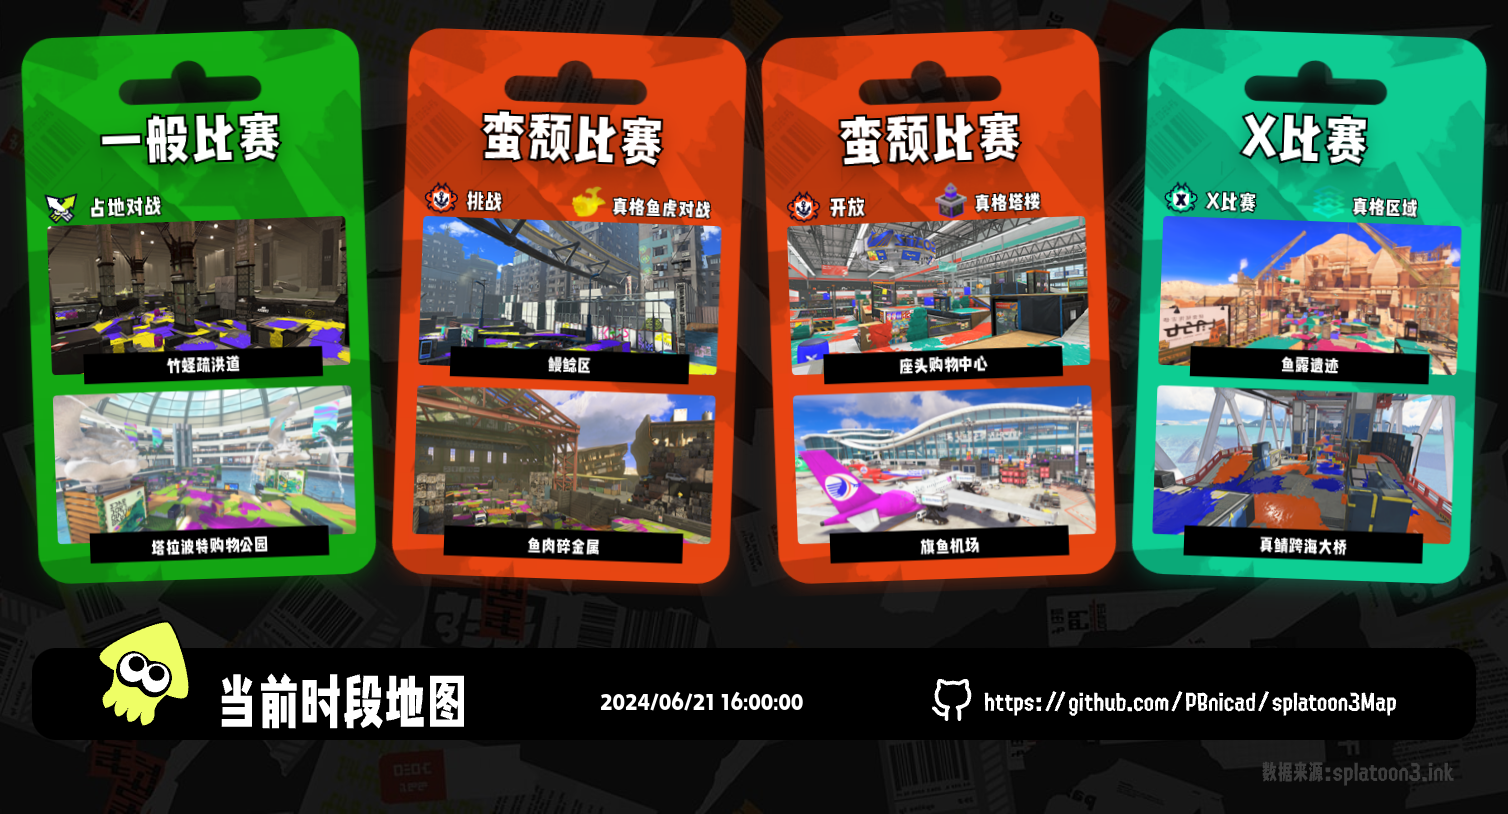 一般比赛
占地对战
竹蛏疏洪道
塔拉波特购物公园
蛮颓比赛
挑战
真格鱼虎对战
鳗鲶区
鱼肉碎金属
蛮颓比赛
开放
真格塔楼
座头购物中心
旗鱼机场
X比赛
X比赛
真格区域
鱼露遗迹
真鲭跨海大桥
当前时段地图
2024/06/21 16:00:00
https://github.com/PBnicad/splatoon3Map
数据来源:splatoon3.ink